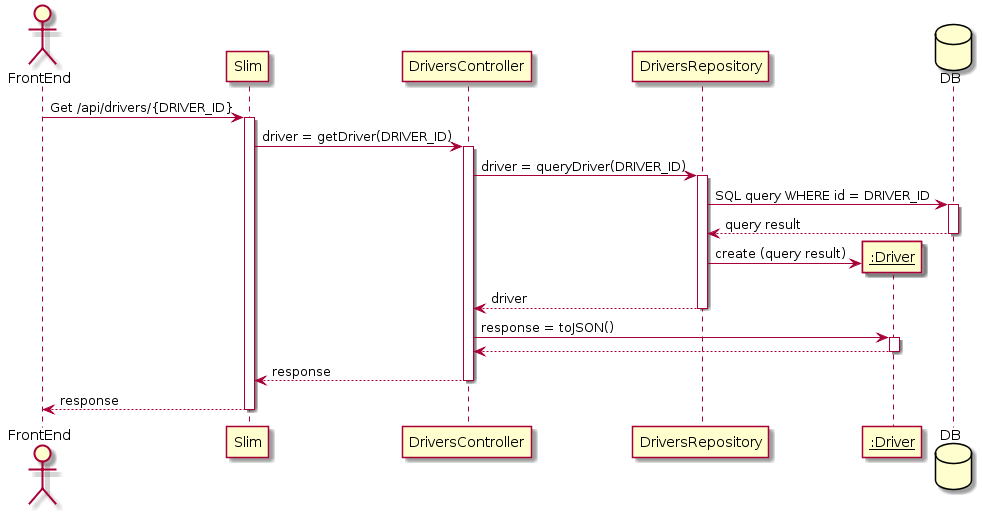 FrontEnd
Slim
DriversController
DriversRepository
DB
Get /api/drivers/{DRIVER_ID}
driver = getDriver(DRIVER_ID)
driver = queryDriver(DRIVER_ID)
SQL query WHERE id = DRIVER_ID
query result
create (query result)
:Driver
driver
response = toJSON()
response
response
FrontEnd
Slim
DriversController
DriversRepository
:Driver
DB